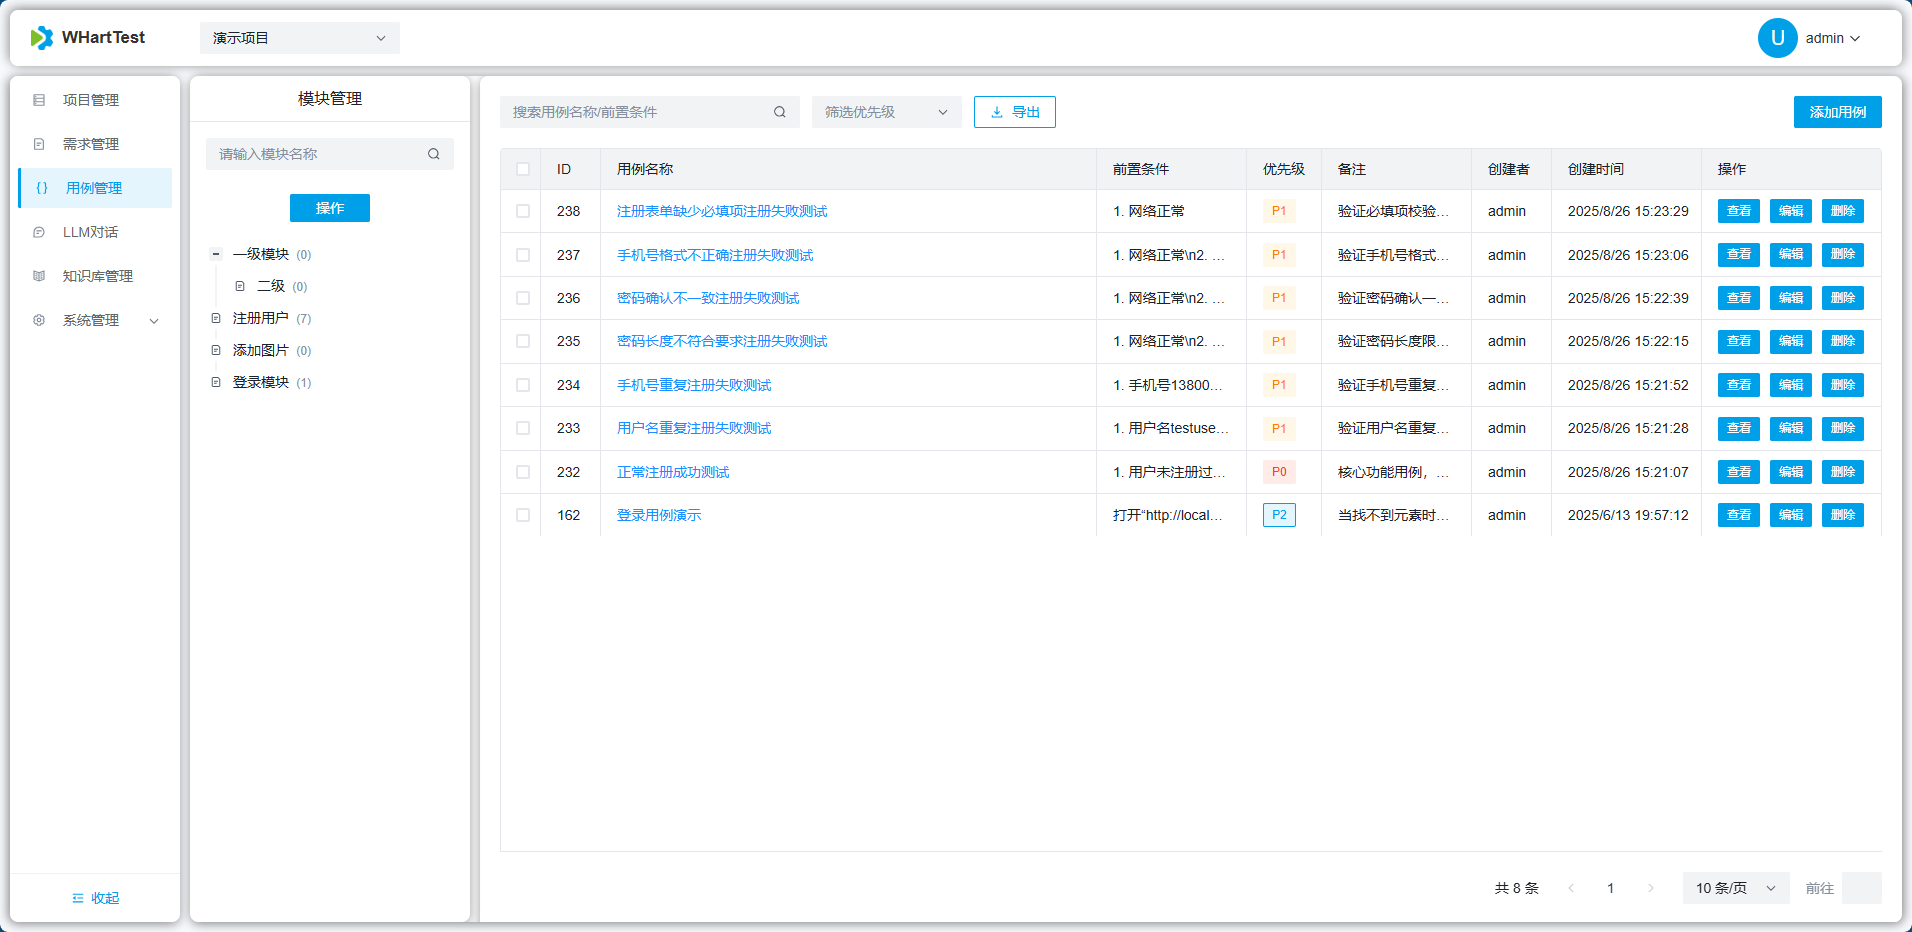 WHartTest
演示项目
U
admin
项目管理
需求管理
用例管理
LLM对话
知识库管理
系统管理
收起
模块管理
请输入模块名称
操作
一级模块 (0)
二级 (0)
注册用户 (7)
添加图片 (0)
登录模块 (1)
搜索用例名称/前置条件
筛选优先级
导出
添加用例
ID 用例名称 前置条件 优先级 备注 创建者 创建时间 操作
238 注册表单缺少必填项注册失败测试 1. 网络正常 P1 验证必填项校验... admin 2025/8/26 15:23:29 查看 编辑 删除
237 手机号格式不正确注册失败测试 1. 网络正常\n2. ... P1 验证手机号格式... admin 2025/8/26 15:23:06 查看 编辑 删除
236 密码确认不一致注册失败测试 1. 网络正常\n2. ... P1 验证密码确认一... admin 2025/8/26 15:22:39 查看 编辑 删除
235 密码长度不符合要求注册失败测试 1. 网络正常\n2. ... P1 验证密码长度限... admin 2025/8/26 15:22:15 查看 编辑 删除
234 手机号重复注册失败测试 1. 手机号13800... P1 验证手机号重复... admin 2025/8/26 15:21:52 查看 编辑 删除
233 用户名重复注册失败测试 1. 用户名testuse... P1 验证用户名重复... admin 2025/8/26 15:21:28 查看 编辑 删除
232 正常注册成功测试 1. 用户未注册过... P0 核心功能用例，... admin 2025/8/26 15:21:07 查看 编辑 删除
162 登录用例演示 打开“http://local... P2 当找不到元素时... admin 2025/6/13 19:57:12 查看 编辑 删除
共 8 条
1
10 条/页
前往